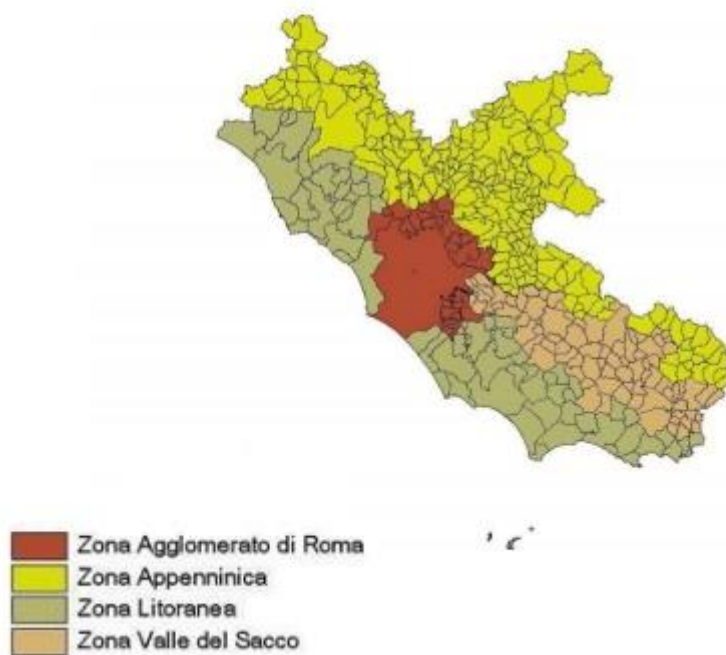 Zona Agglomerato di Roma
Zona Appenninica
Zona Litoranea
Zona Valle del Sacco